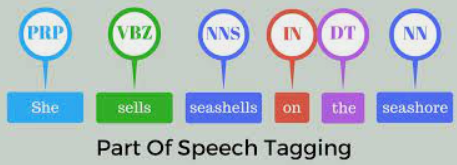 PRP VBZ NNS IN DT NN
She sells seashells on the seashore
Part Of Speech Tagging